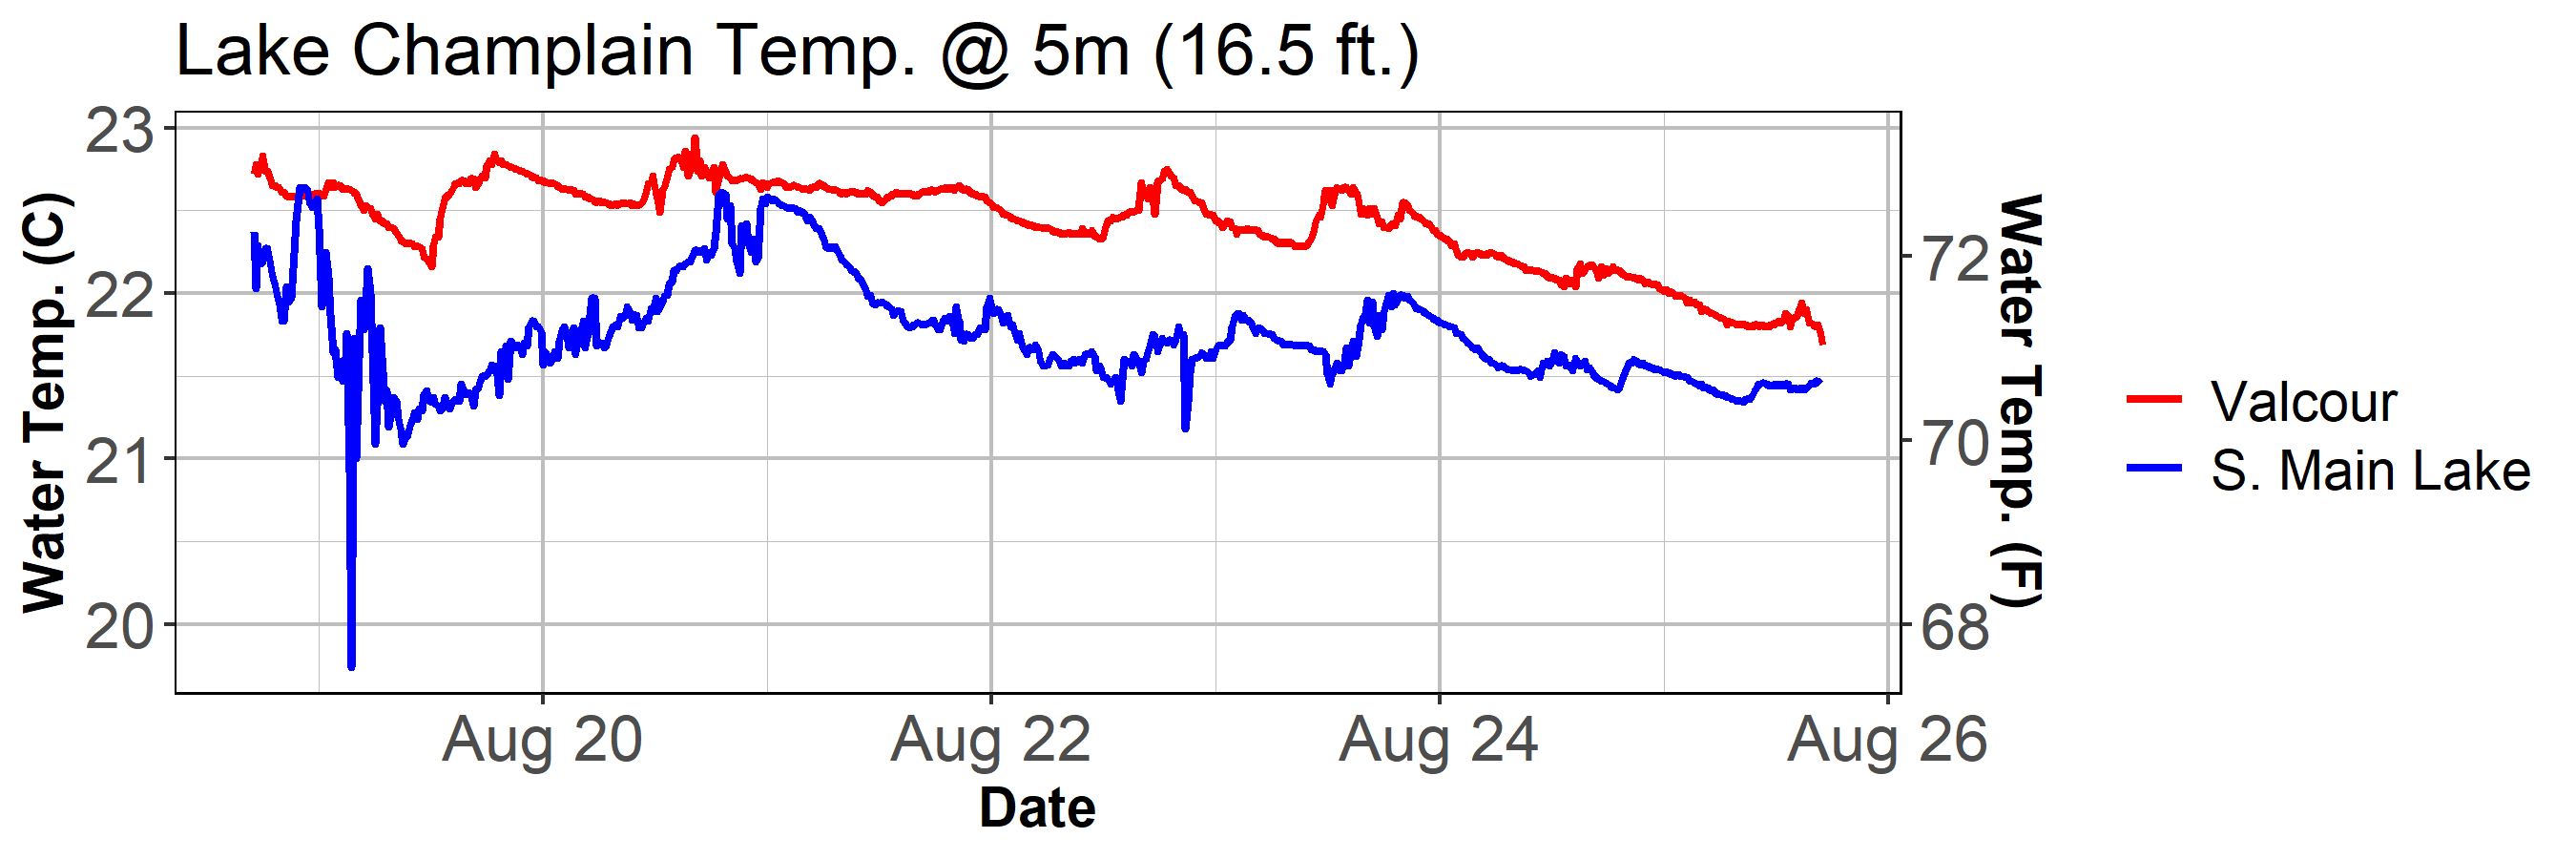 Lake Champlain Temp. @ 5m (16.5 ft.)
Water Temp. (C)
23
22
21
20
72
70
68
Water Temp. (F)
Aug 20
Aug 22
Aug 24
Aug 26
Date
Valcour
S. Main Lake